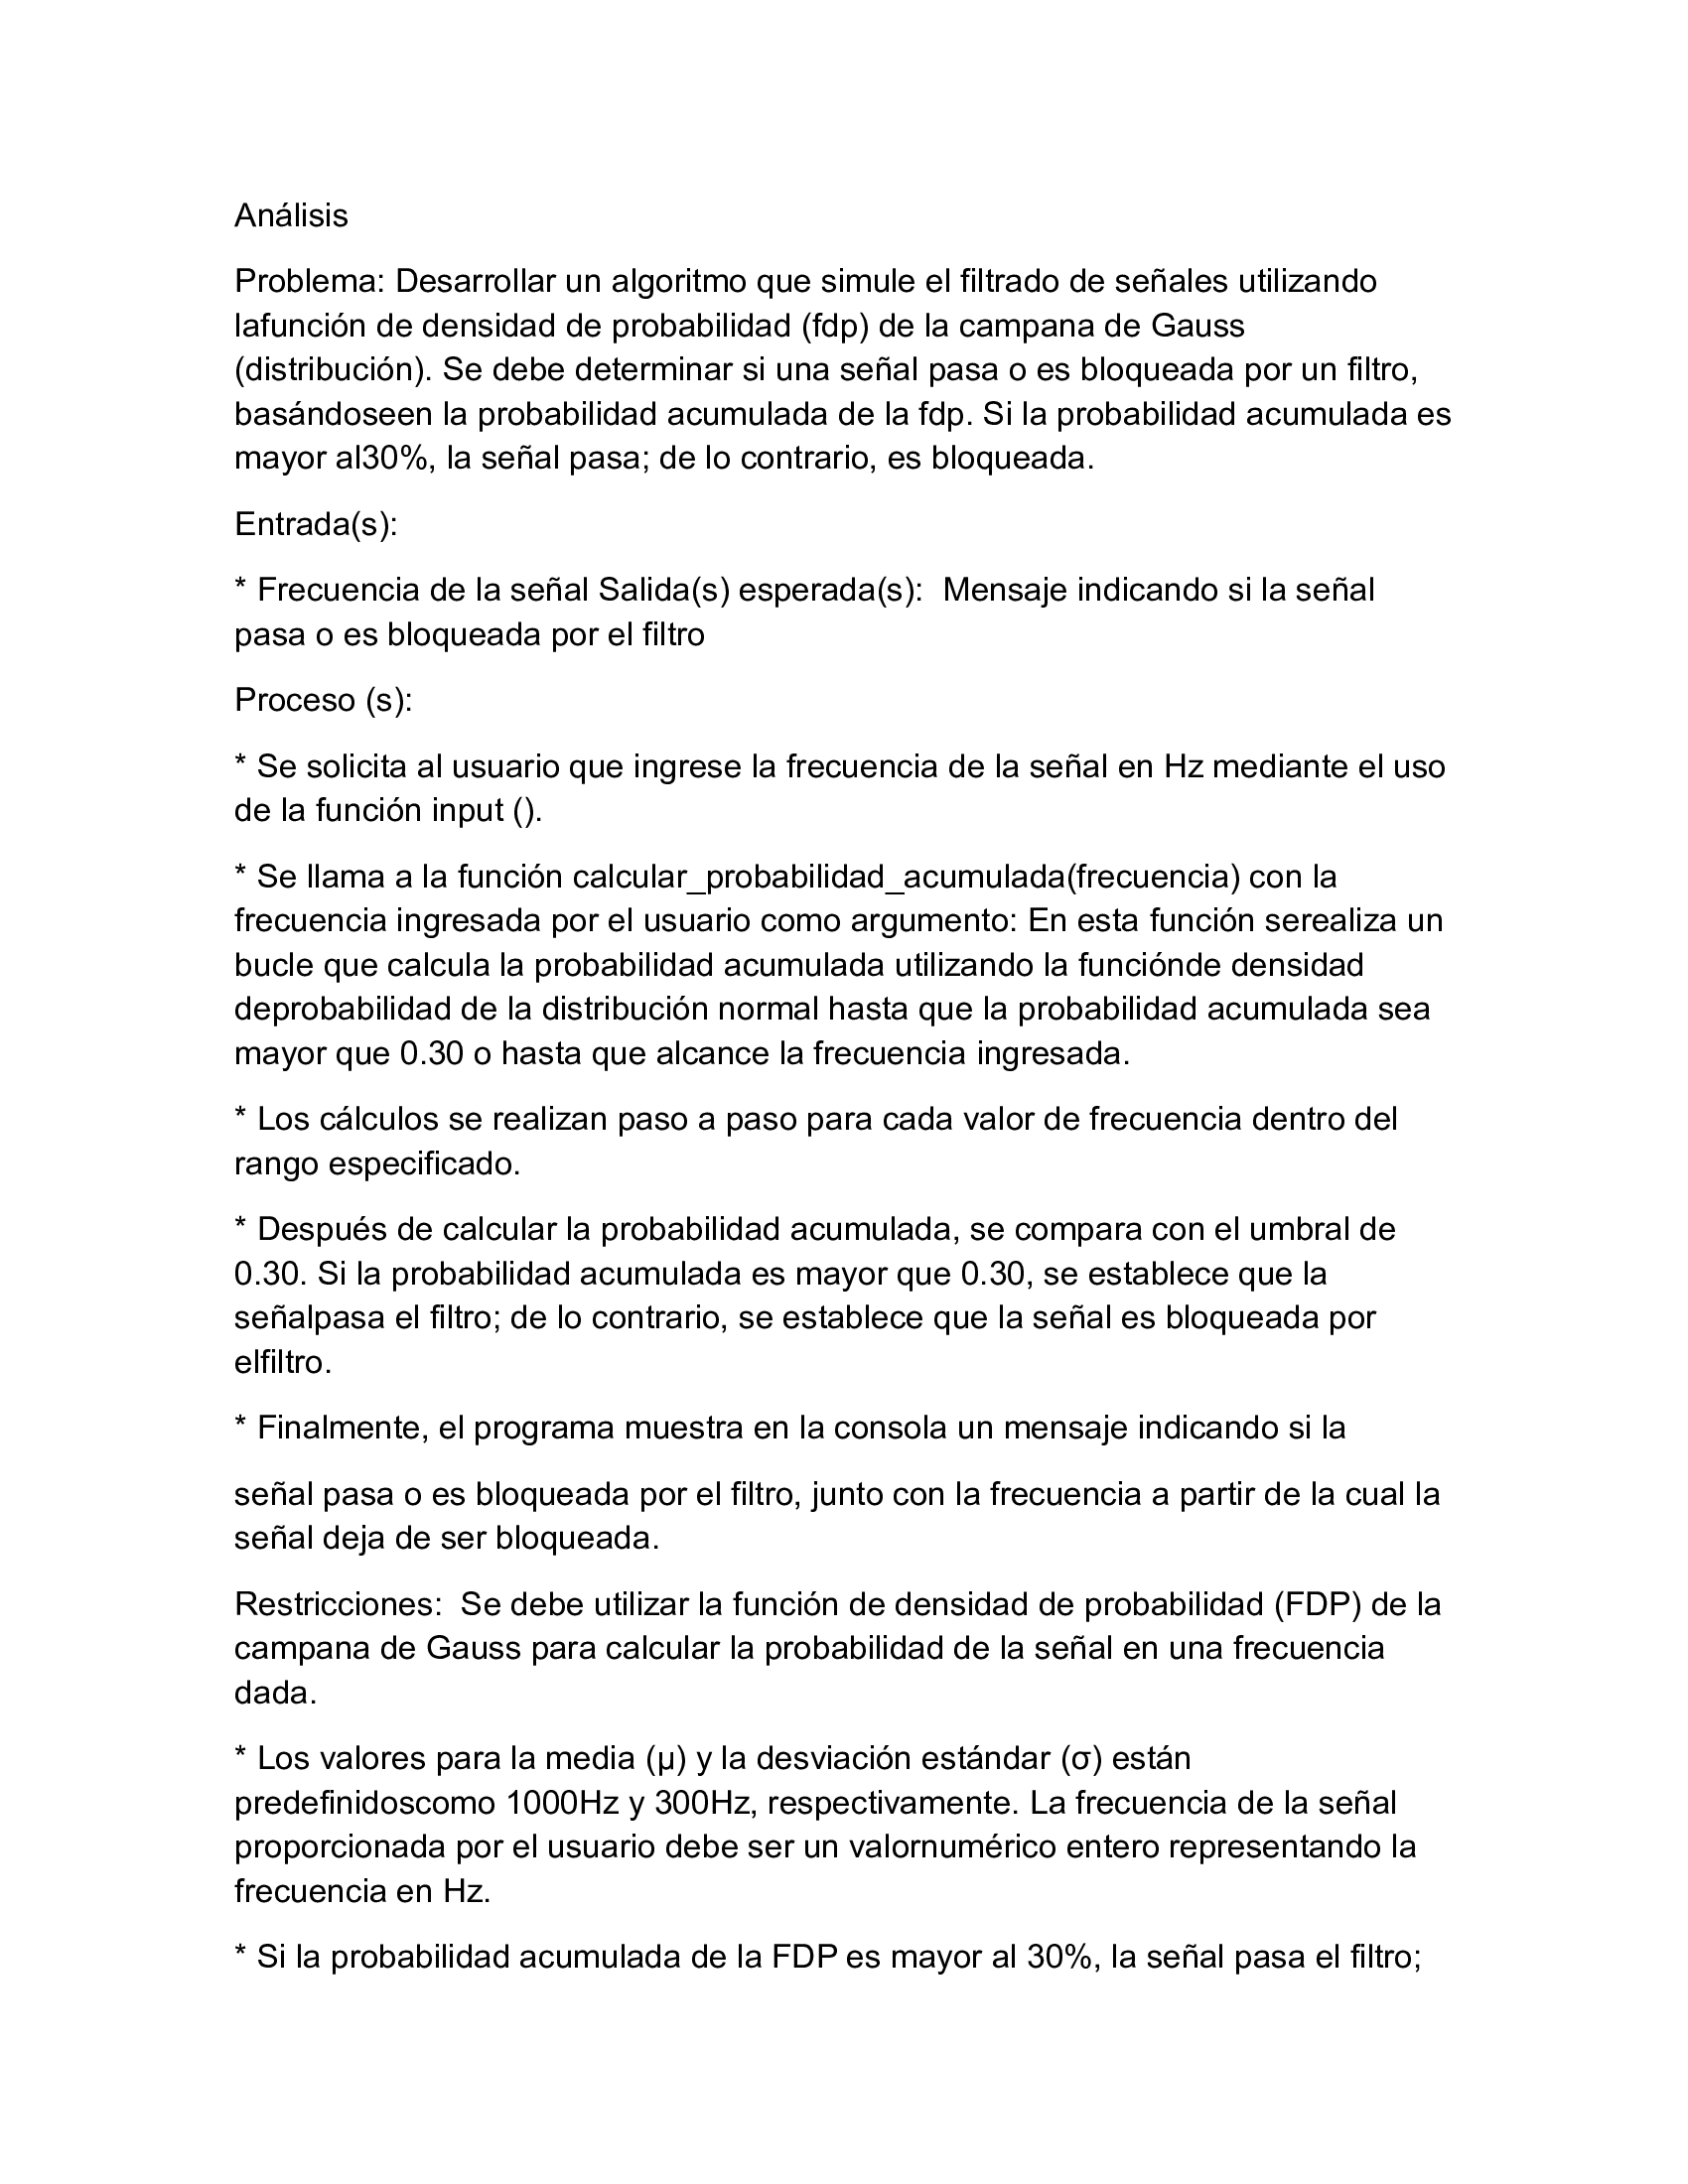 Análisis
Problema: Desarrollar un algoritmo que simule el filtrado de señales utilizando
lafunción de densidad de probabilidad (fdp) de la campana de Gauss
(distribución). Se debe determinar si una señal pasa o es bloqueada por un filtro,
basándoseen la probabilidad acumulada de la fdp. Si la probabilidad acumulada es
mayor al30%, la señal pasa; de lo contrario, es bloqueada.
Entrada(s):
* Frecuencia de la señal Salida(s) esperada(s):  Mensaje indicando si la señal
pasa o es bloqueada por el filtro
Proceso (s):
* Se solicita al usuario que ingrese la frecuencia de la señal en Hz mediante el uso
de la función input ().
* Se llama a la función calcular_probabilidad_acumulada(frecuencia) con la
frecuencia ingresada por el usuario como argumento: En esta función serealiza un
bucle que calcula la probabilidad acumulada utilizando la funciónde densidad
deprobabilidad de la distribución normal hasta que la probabilidad acumulada sea
mayor que 0.30 o hasta que alcance la frecuencia ingresada.
* Los cálculos se realizan paso a paso para cada valor de frecuencia dentro del
rango especificado.
* Después de calcular la probabilidad acumulada, se compara con el umbral de
0.30. Si la probabilidad acumulada es mayor que 0.30, se establece que la
señalpasa el filtro; de lo contrario, se establece que la señal es bloqueada por
elfiltro.
* Finalmente, el programa muestra en la consola un mensaje indicando si la
señal pasa o es bloqueada por el filtro, junto con la frecuencia a partir de la cual la
señal deja de ser bloqueada.
Restricciones:  Se debe utilizar la función de densidad de probabilidad (FDP) de la
campana de Gauss para calcular la probabilidad de la señal en una frecuencia
dada.
* Los valores para la media (μ) y la desviación estándar (σ) están
predefinidoscomo 1000Hz y 300Hz, respectivamente. La frecuencia de la señal
proporcionada por el usuario debe ser un valornumérico entero representando la
frecuencia en Hz.
* Si la probabilidad acumulada de la FDP es mayor al 30%, la señal pasa el filtro;